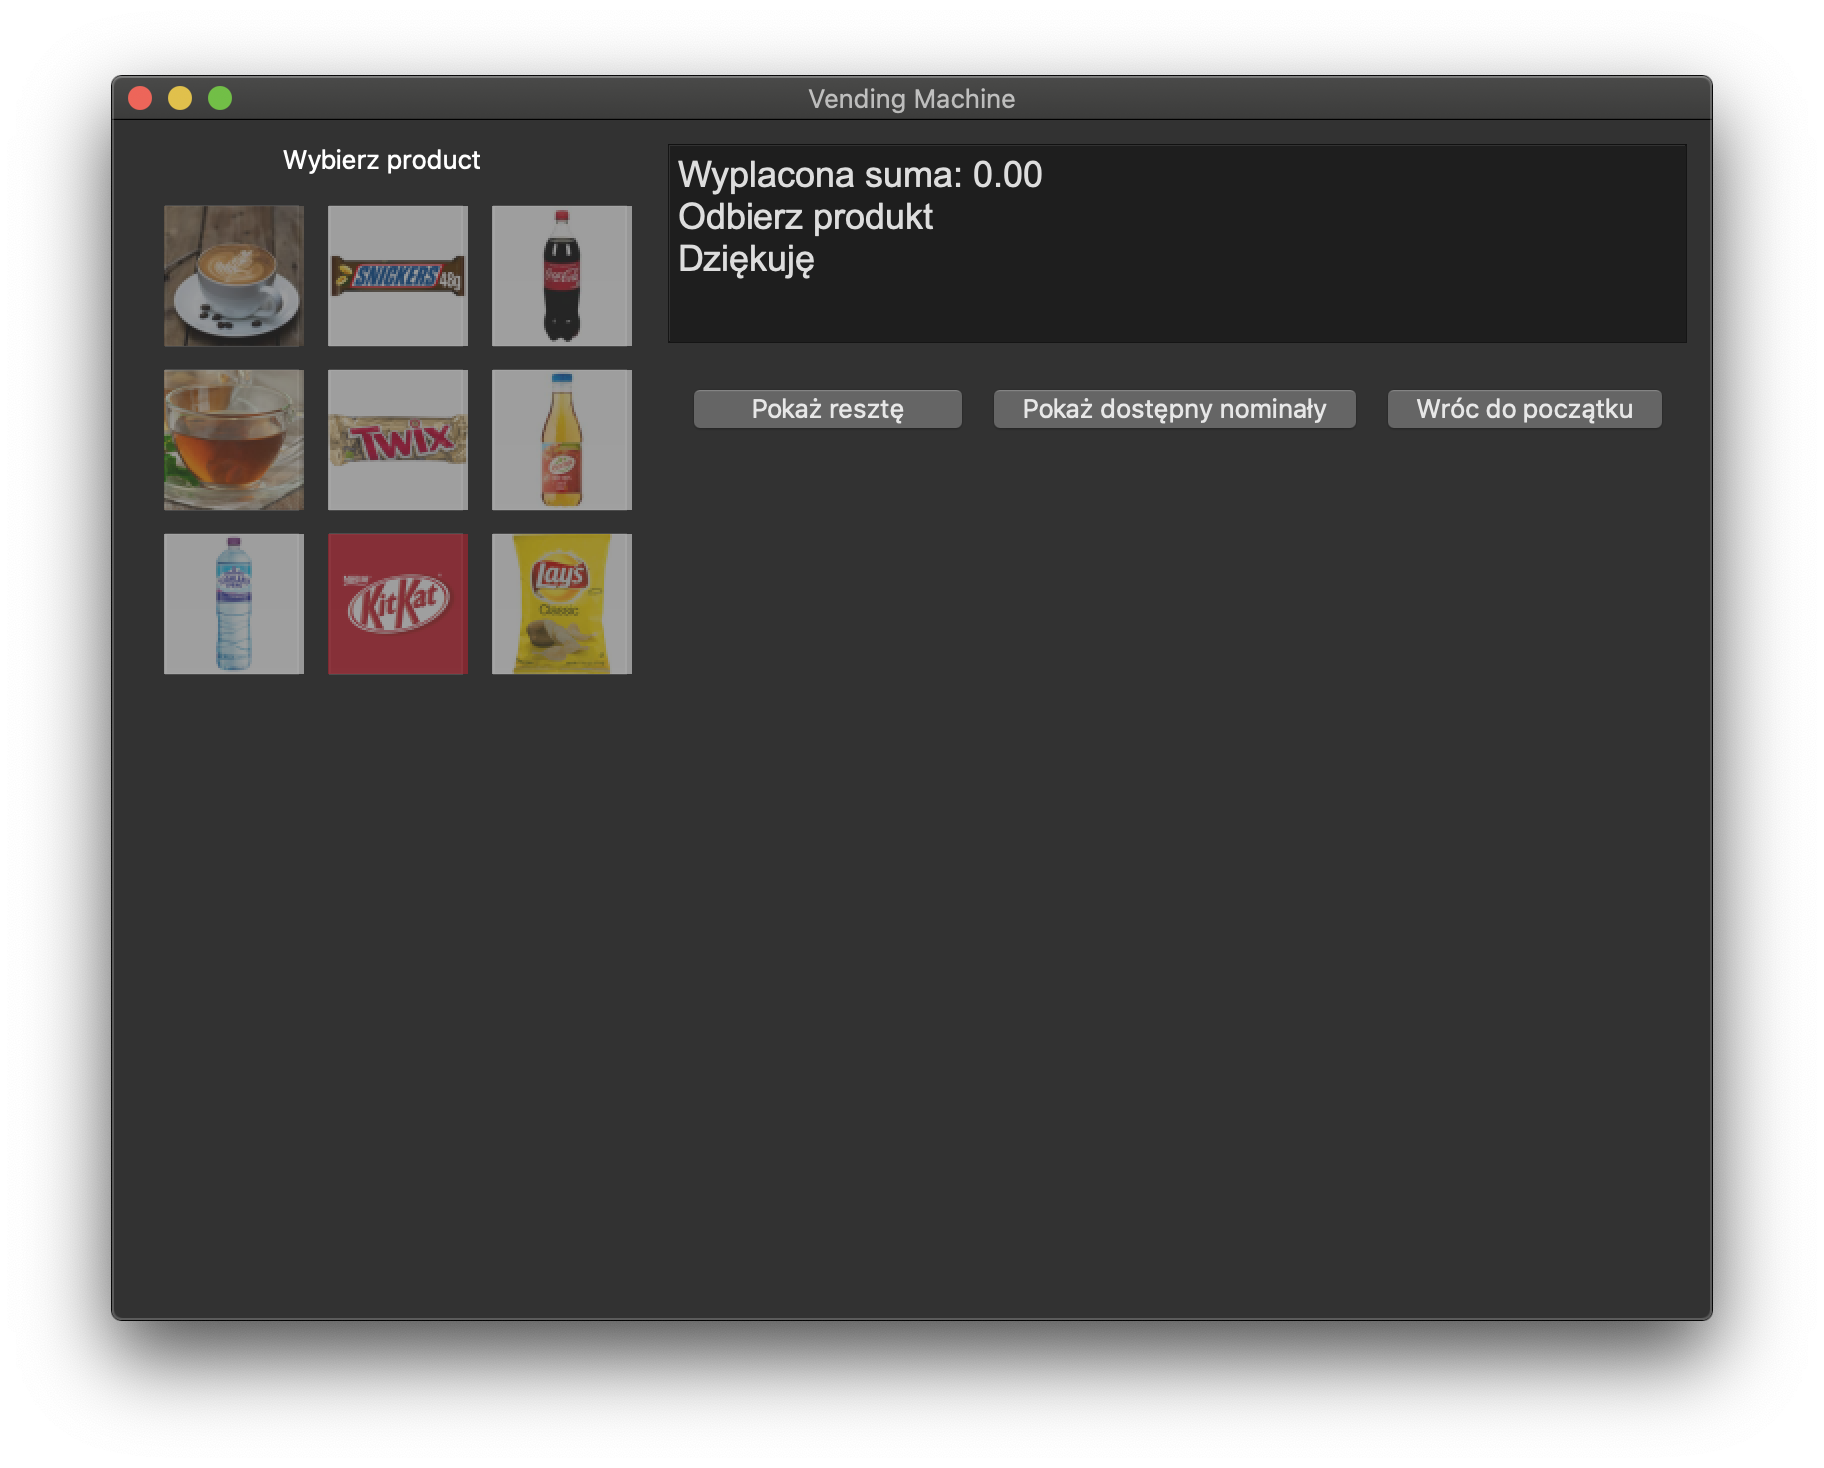 Vending Machine
Wybierz product
Wyplacona suma: 0.00
Odbierz produkt
Dziękuję
SNICKERS 48g
Coca-Cola
Pokaż resztę
Pokaż dostępny nominały
Wróc do początku
TWIX
KitKat
Lay's
Classic